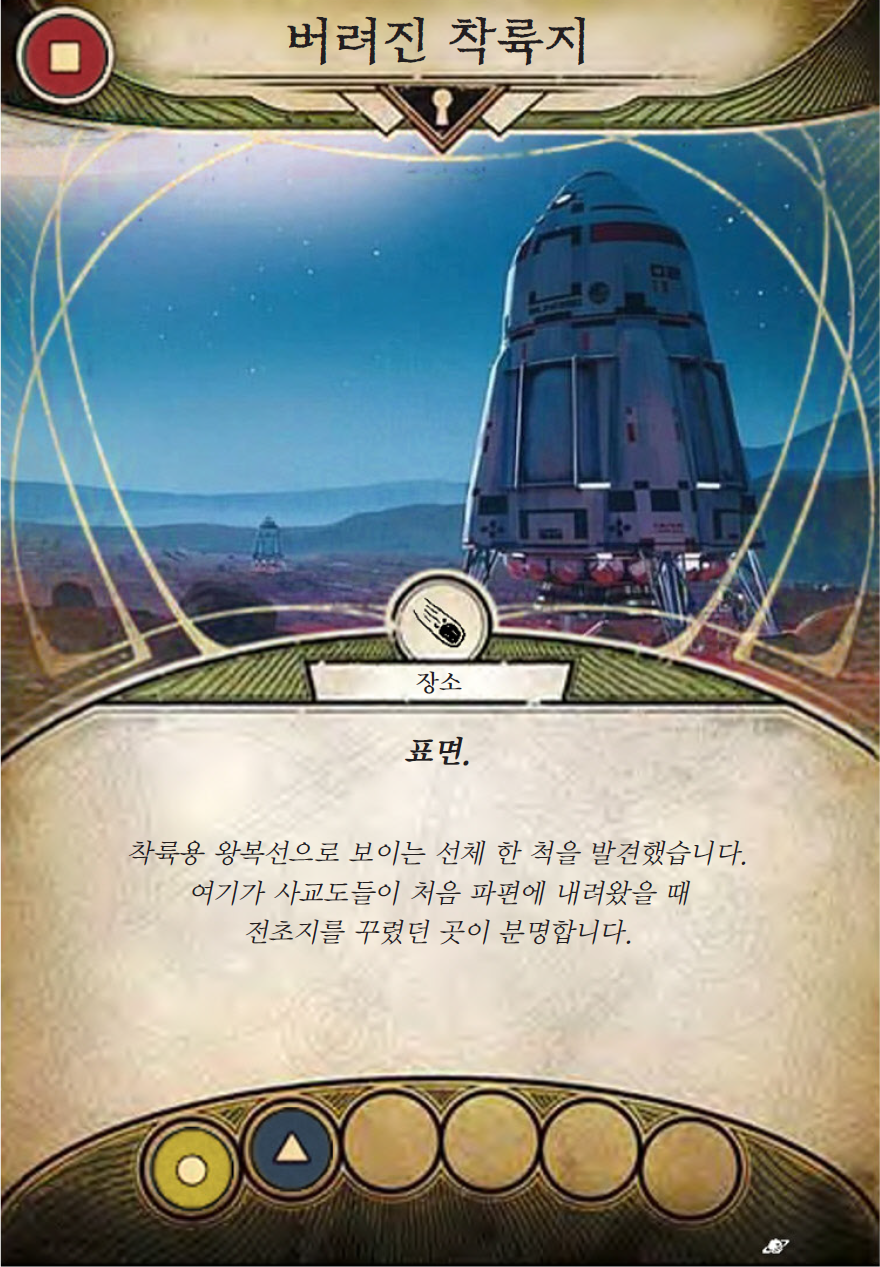 버려진 착륙지
장소
표면.
착륙용 왕복선으로 보이는 선체 한 척을 발견했습니다.
여기가 사교도들이 처음 파편에 내려왔을 때
전초지를 꾸렸던 곳이 분명합니다.